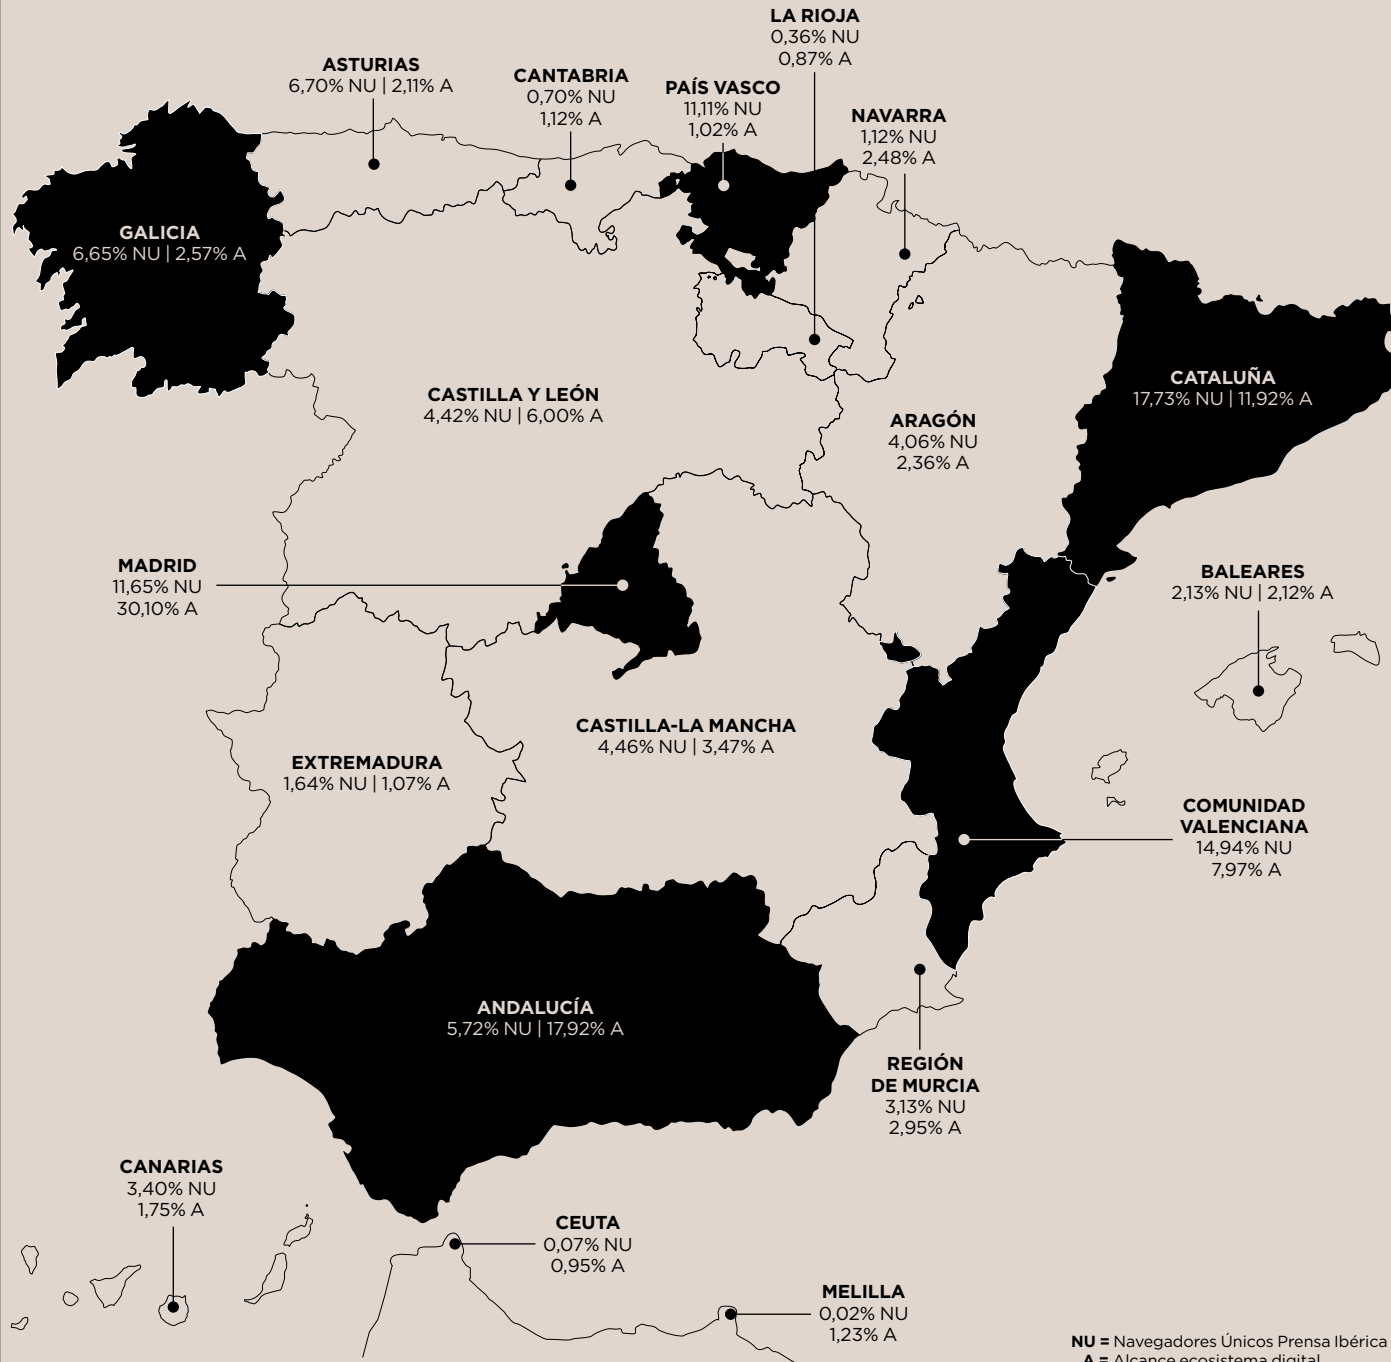 LA RIOJA
0,36% NU
0,87% A
ASTURIAS
6,70% NU | 2,11% A
CANTABRIA
0,70% NU
1,12% A
PAÍS VASCO
11,11% NU
1,02% A
NAVARRA
1,12% NU
2,48% A
GALICIA
6,65% NU | 2,57% A
CASTILLA Y LEÓN
4,42% NU | 6,00% A
ARAGÓN
4,06% NU
2,36% A
CATALUÑA
17,73% NU | 11,92% A
MADRID
11,65% NU
30,10% A
BALEARES
2,13% NU | 2,12% A
CASTILLA-LA MANCHA
4,46% NU | 3,47% A
EXTREMADURA
1,64% NU | 1,07% A
COMUNIDAD
VALENCIANA
14,94% NU
7,97% A
ANDALUCÍA
5,72% NU | 17,92% A
REGIÓN
DE MURCIA
3,13% NU
2,95% A
CANARIAS
3,40% NU
1,75% A
CEUTA
0,07% NU
0,95% A
MELILLA
0,02% NU
1,23% A
NU = Navegadores Únicos Prensa Ibérica
A = Alcance ecosistema digital